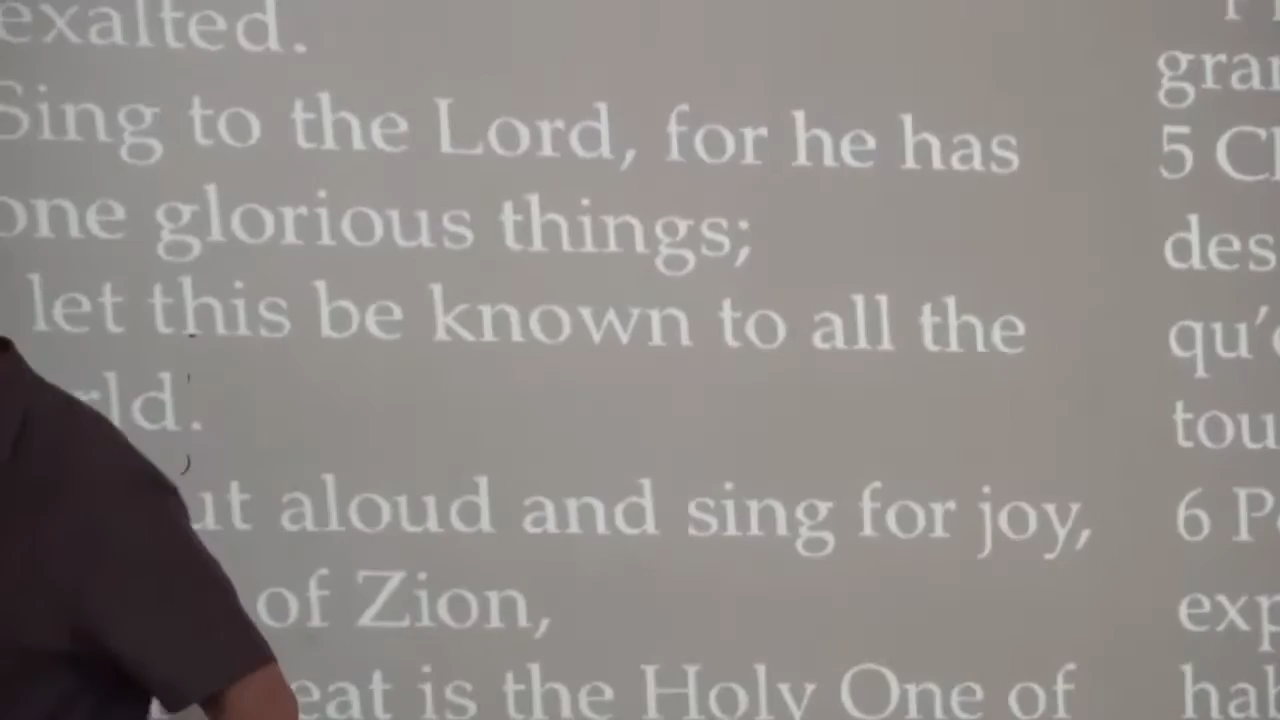 exalted.
Sing to the Lord, for he has
one glorious things;
let this be known to all the
ut aloud and sing for joy,
of Zion,
eat is the Holy One of
gran
5 Cl
des
qu'
tou
6 P
exp
hab